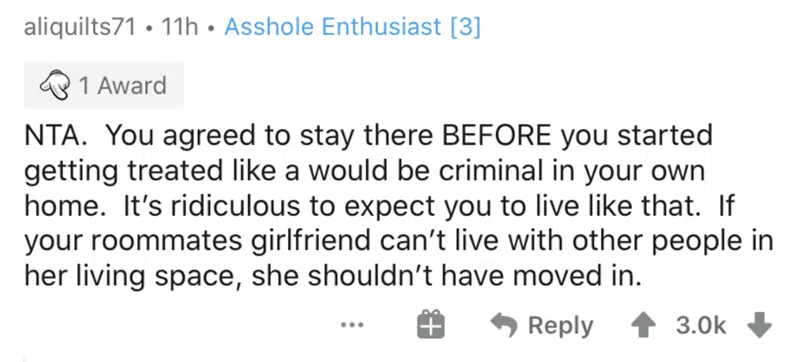 aliquilts71 • 11h • Asshole Enthusiast [3]
1 Award
NTA. You agreed to stay there BEFORE you started
getting treated like a would be criminal in your own
home. It's ridiculous to expect you to live like that. If
your roommates girlfriend can't live with other people in
her living space, she shouldn't have moved in.
... Reply 3.0k